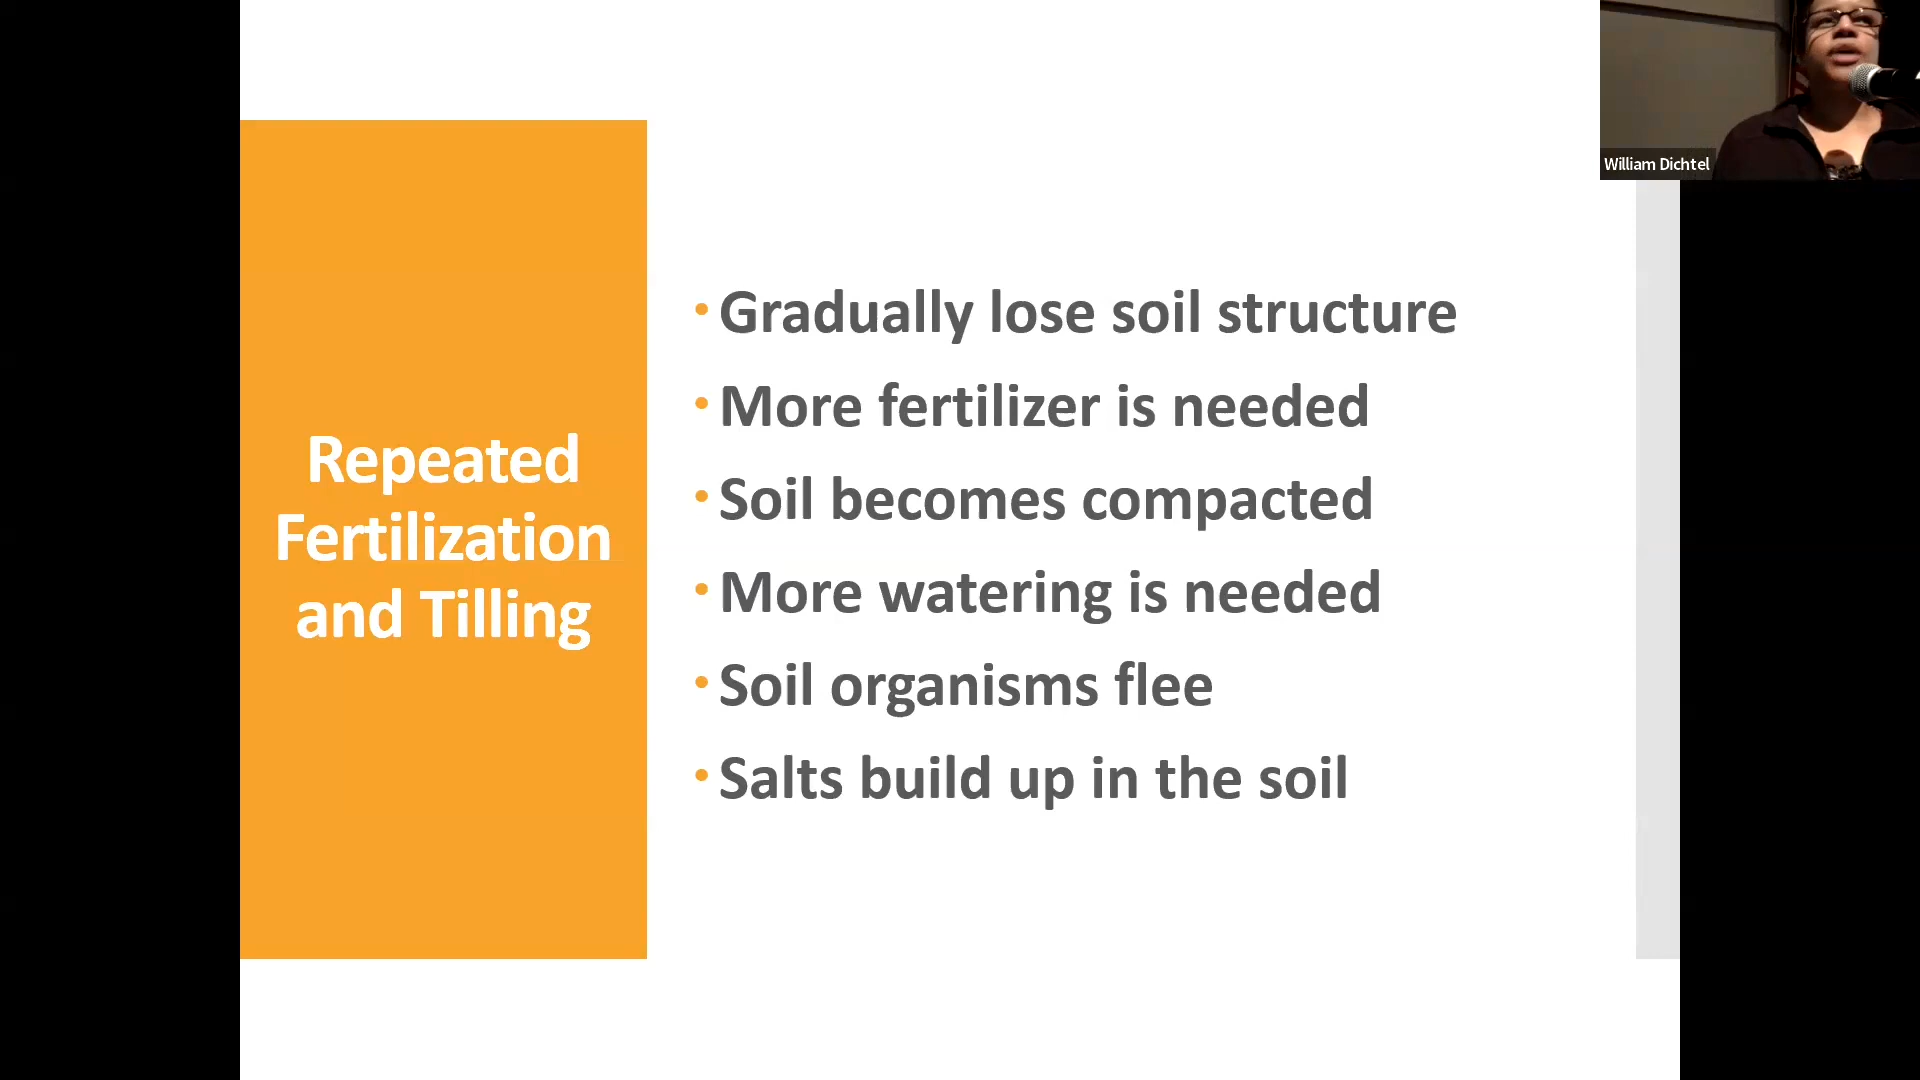 William Dichtel
Repeated
Fertilization
and Tilling
• Gradually lose soil structure
• More fertilizer is needed
• Soil becomes compacted
• More watering is needed
• Soil organisms flee
• Salts build up in the soil